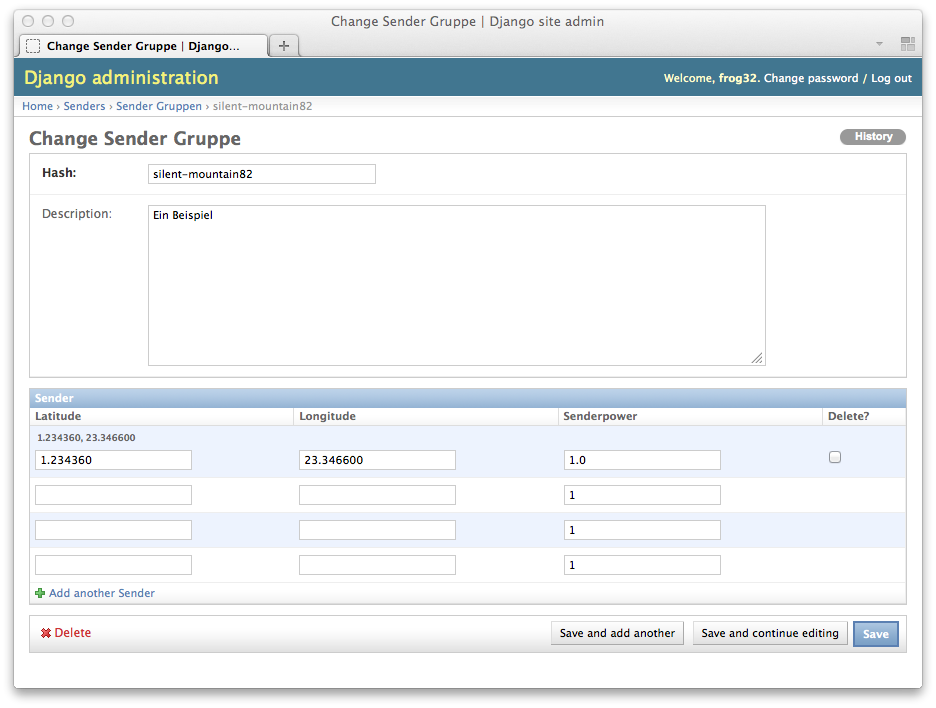 Change Sender Gruppe | Django site admin
Change Sender Gruppe | Django...
Django administration
Welcome, frog32. Change password / Log out
Home › Senders › Sender Gruppen › silent-mountain82
Change Sender Gruppe
History
Hash:
silent-mountain82
Description:
Ein Beispiel
Sender
Latitude Longitude Senderpower Delete?
1.234360, 23.346600
1.234360 23.346600 1.0
1
1
1
Add another Sender
Delete
Save and add another Save and continue editing Save